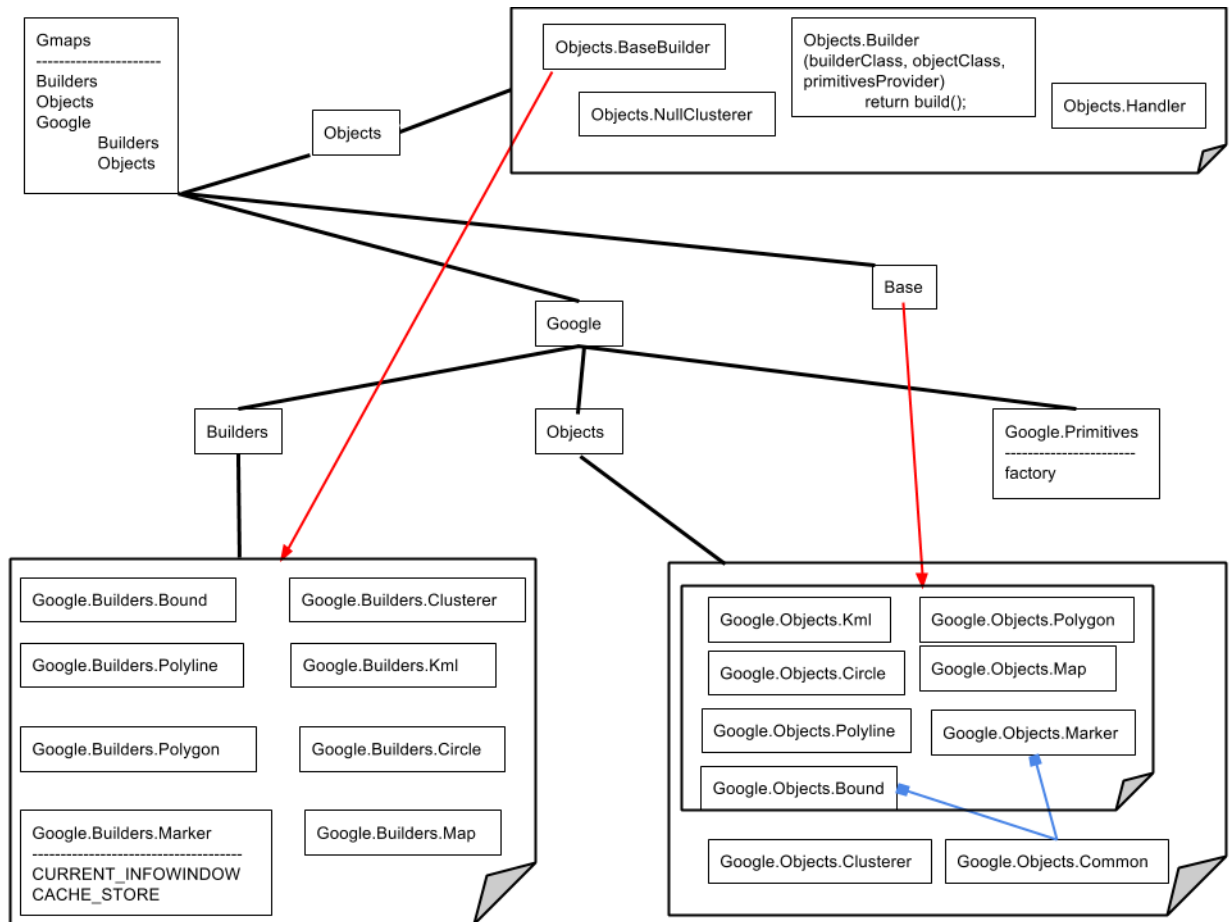 Gmaps
----------------------
Builders
Objects
Google
Builders
Objects
Objects
Objects.BaseBuilder
Objects.NullClusterer
Objects.Builder
(builderClass, objectClass,
primitivesProvider)
return build();
Objects.Handler
Base
Google
Builders
Objects
Google.Primitives
-----------------------
factory
Google.Builders.Bound
Google.Builders.Clusterer
Google.Builders.Polyline
Google.Builders.Kml
Google.Builders.Polygon
Google.Builders.Circle
Google.Builders.Marker
-------------------------------------
CURRENT_INFOWINDOW
CACHE_STORE
Google.Builders.Map
Google.Objects.Kml
Google.Objects.Polygon
Google.Objects.Circle
Google.Objects.Map
Google.Objects.Polyline
Google.Objects.Marker
Google.Objects.Bound
Google.Objects.Clusterer
Google.Objects.Common